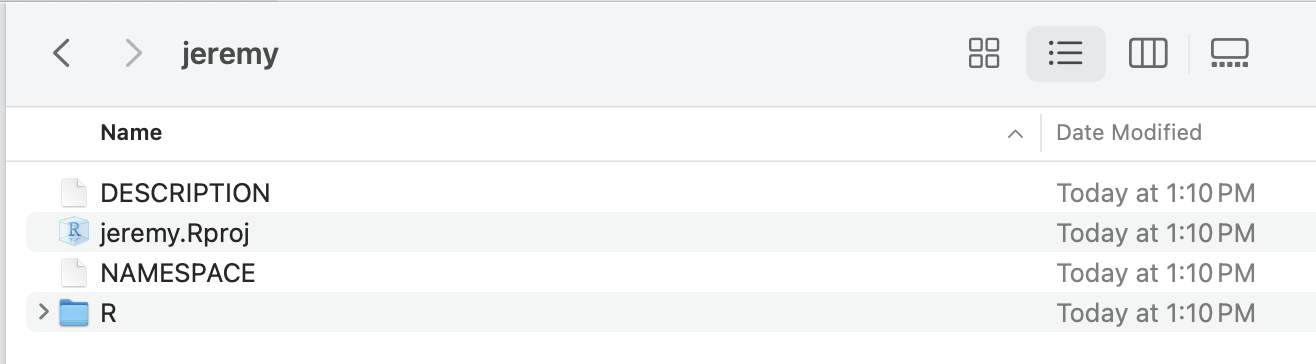 jeremy
Name Date Modified
DESCRIPTION Today at 1:10 PM
jeremy.Rproj Today at 1:10 PM
NAMESPACE Today at 1:10 PM
R Today at 1:10 PM